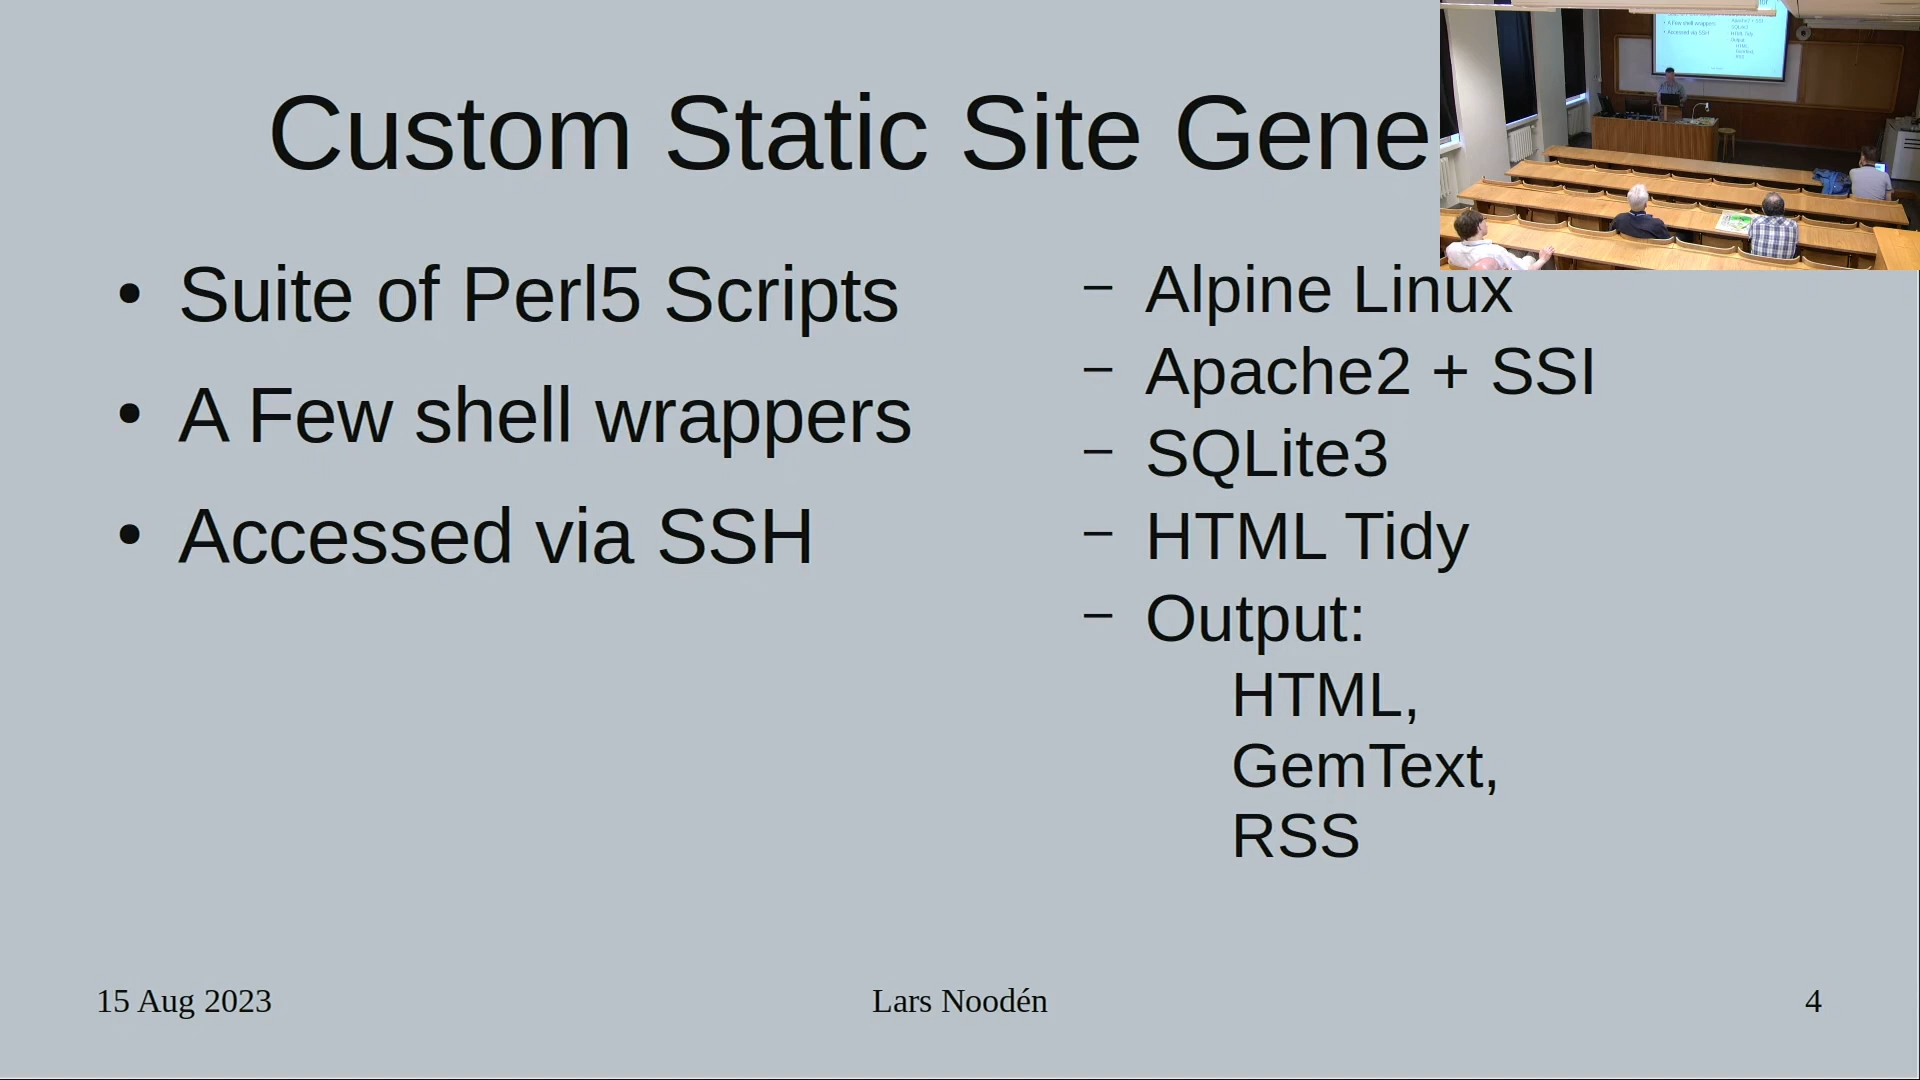 Custom Static Site Gene
• Suite of Perl5 Scripts
• A Few shell wrappers
• Accessed via SSH
– Alpine Linux
– Apache2 + SSI
– SQLite3
– HTML Tidy
– Output:
HTML,
GemText,
RSS
15 Aug 2023
Lars Noodén
4